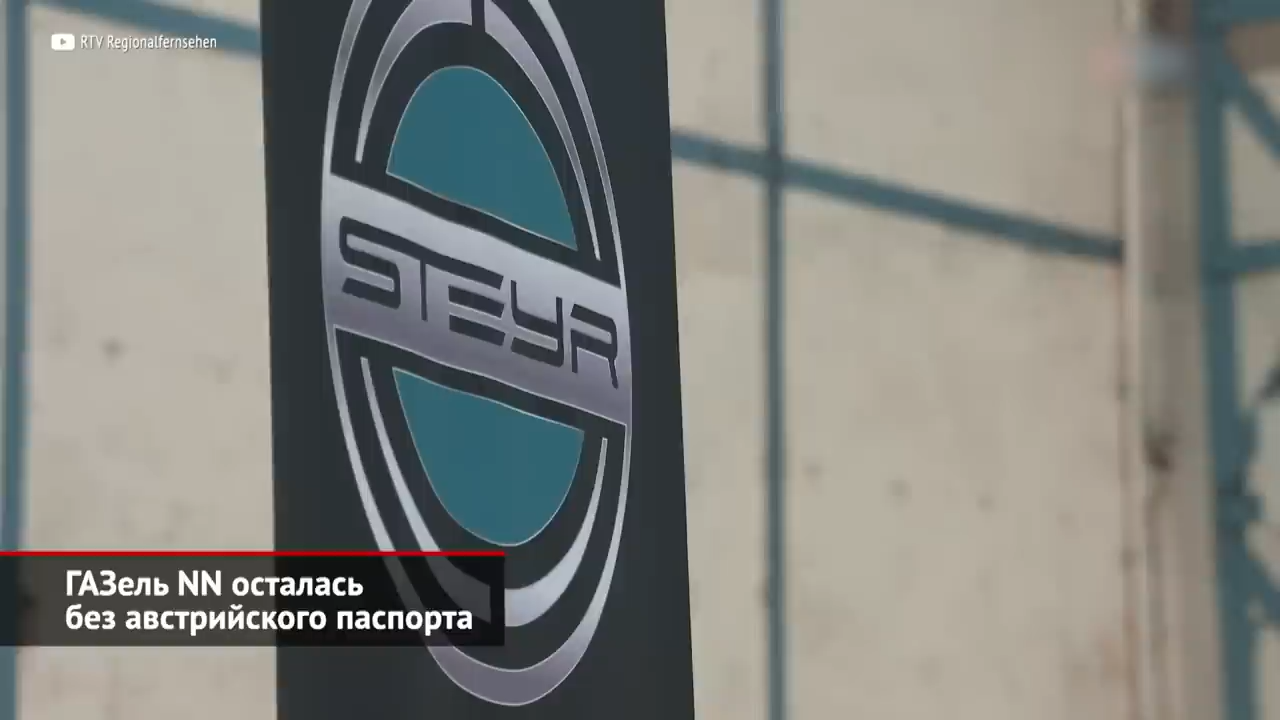 RTV Regionalfernsehen
STEYR
ГАЗель NN осталась
без австрийского паспорта